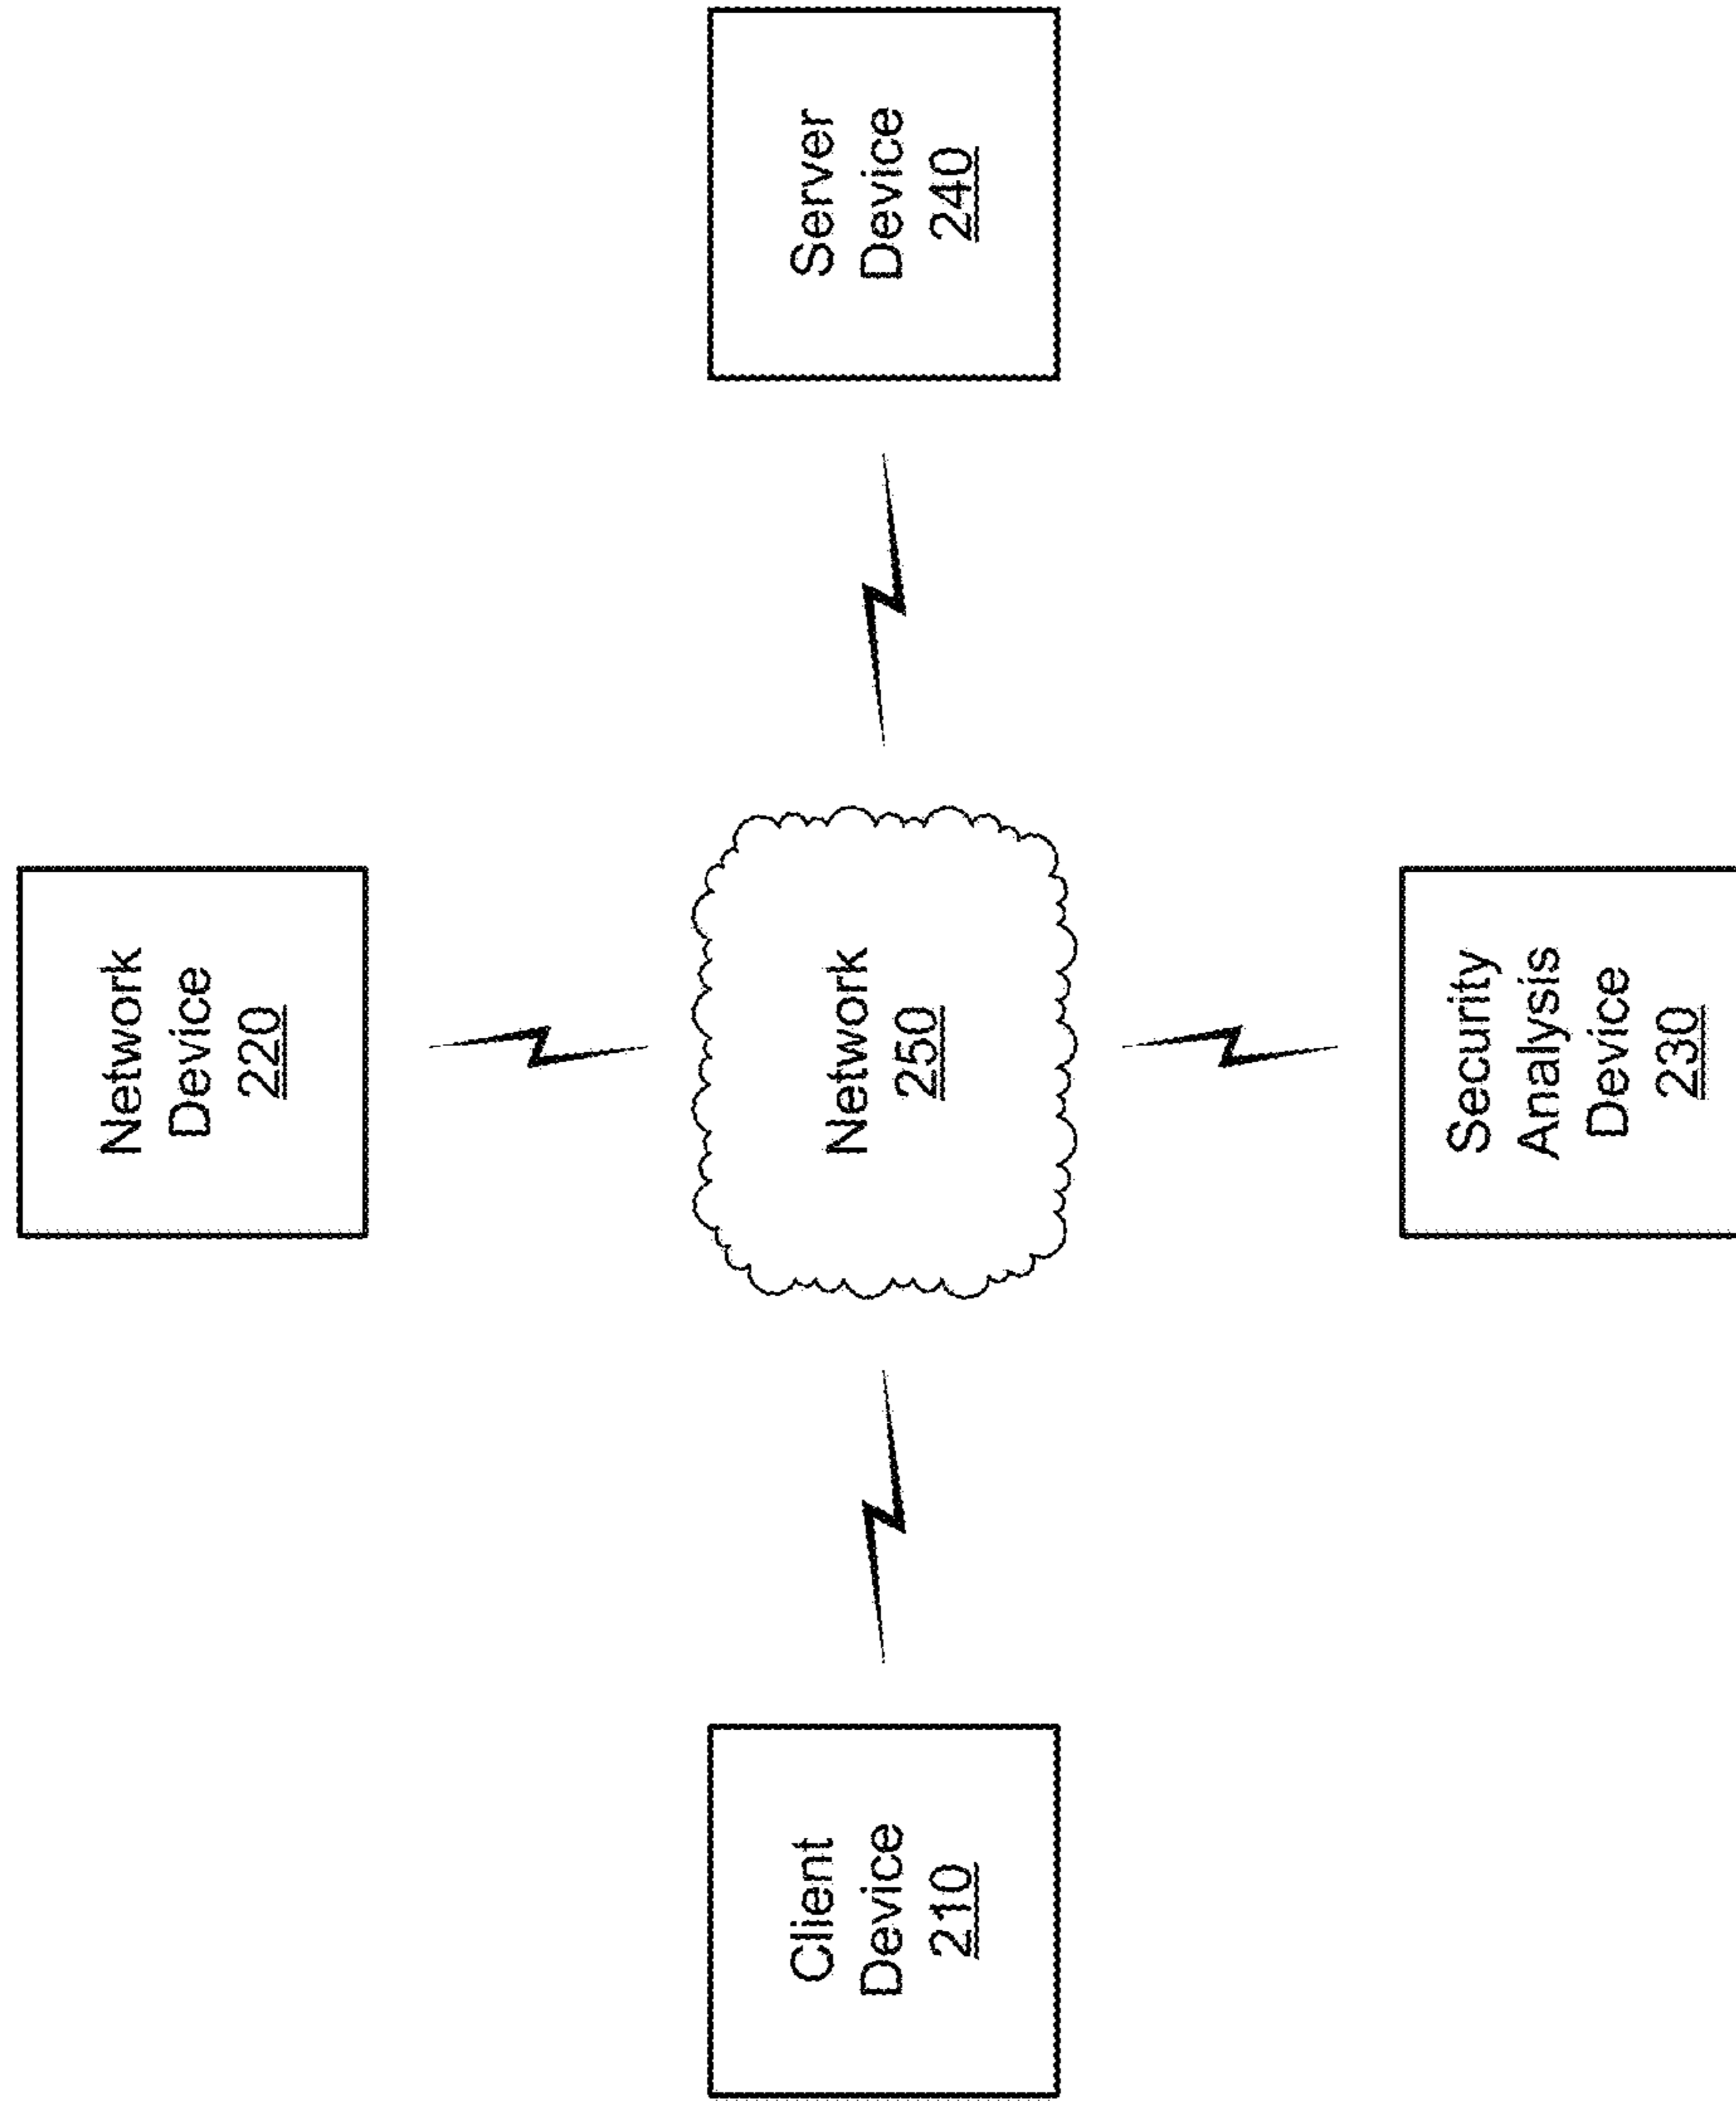 Network
Device
220
Client
Device
210
Network
250
Server
Device
240
Security
Analysis
Device
230